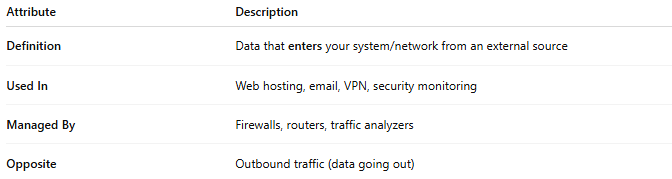 Attribute Description
Definition Data that enters your system/network from an external source
Used In Web hosting, email, VPN, security monitoring
Managed By Firewalls, routers, traffic analyzers
Opposite Outbound traffic (data going out)